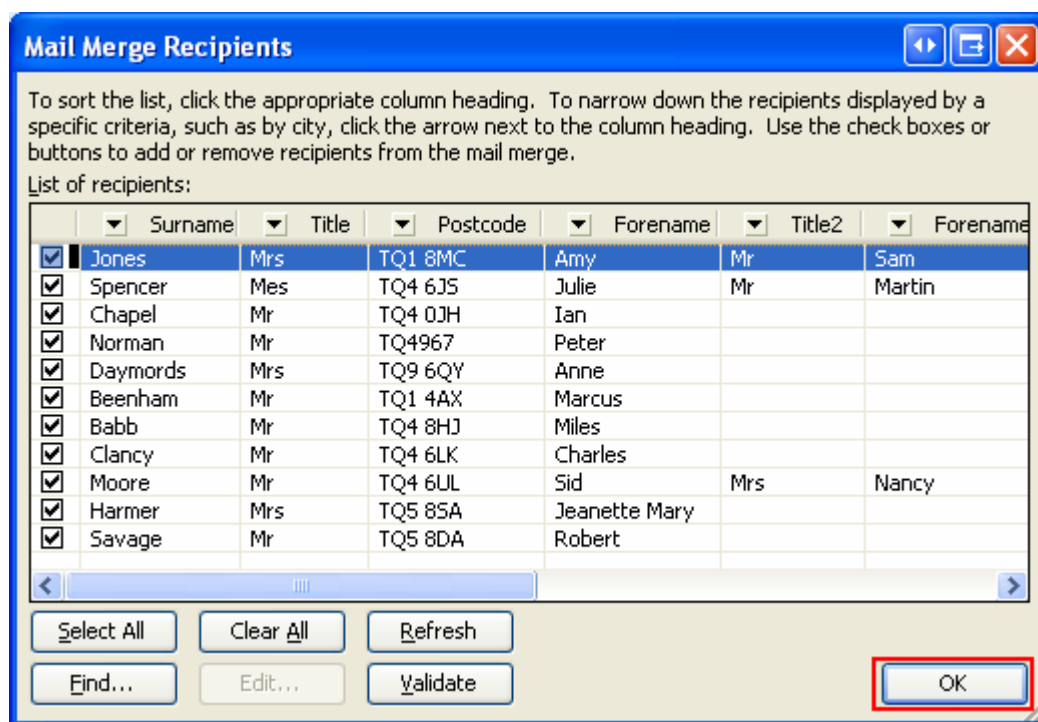 Mail Merge Recipients
To sort the list, click the appropriate column heading. To narrow down the recipients displayed by a
specific criteria, such as by city, click the arrow next to the column heading. Use the check boxes or
buttons to add or remove recipients from the mail merge.
List of recipients:
Surname Title Postcode Forename Title2 Forename
Jones Mrs TQ1 8MC Amy Mr Sam
Spencer Mes TQ4 6JS Julie Mr Martin
Chapel Mr TQ4 0JH Ian
Norman Mr TQ4967 Peter
Daymords Mrs TQ9 6QY Anne
Beenham Mr TQ1 4AX Marcus
Babb Mr TQ4 8HJ Miles
Clancy Mr TQ4 6LK Charles
Moore Mr TQ4 6UL Sid Mrs Nancy
Harmer Mrs TQ5 8SA Jeanette Mary
Savage Mr TQ5 8DA Robert
Select All Clear All Refresh
Find... Edit... Validate OK